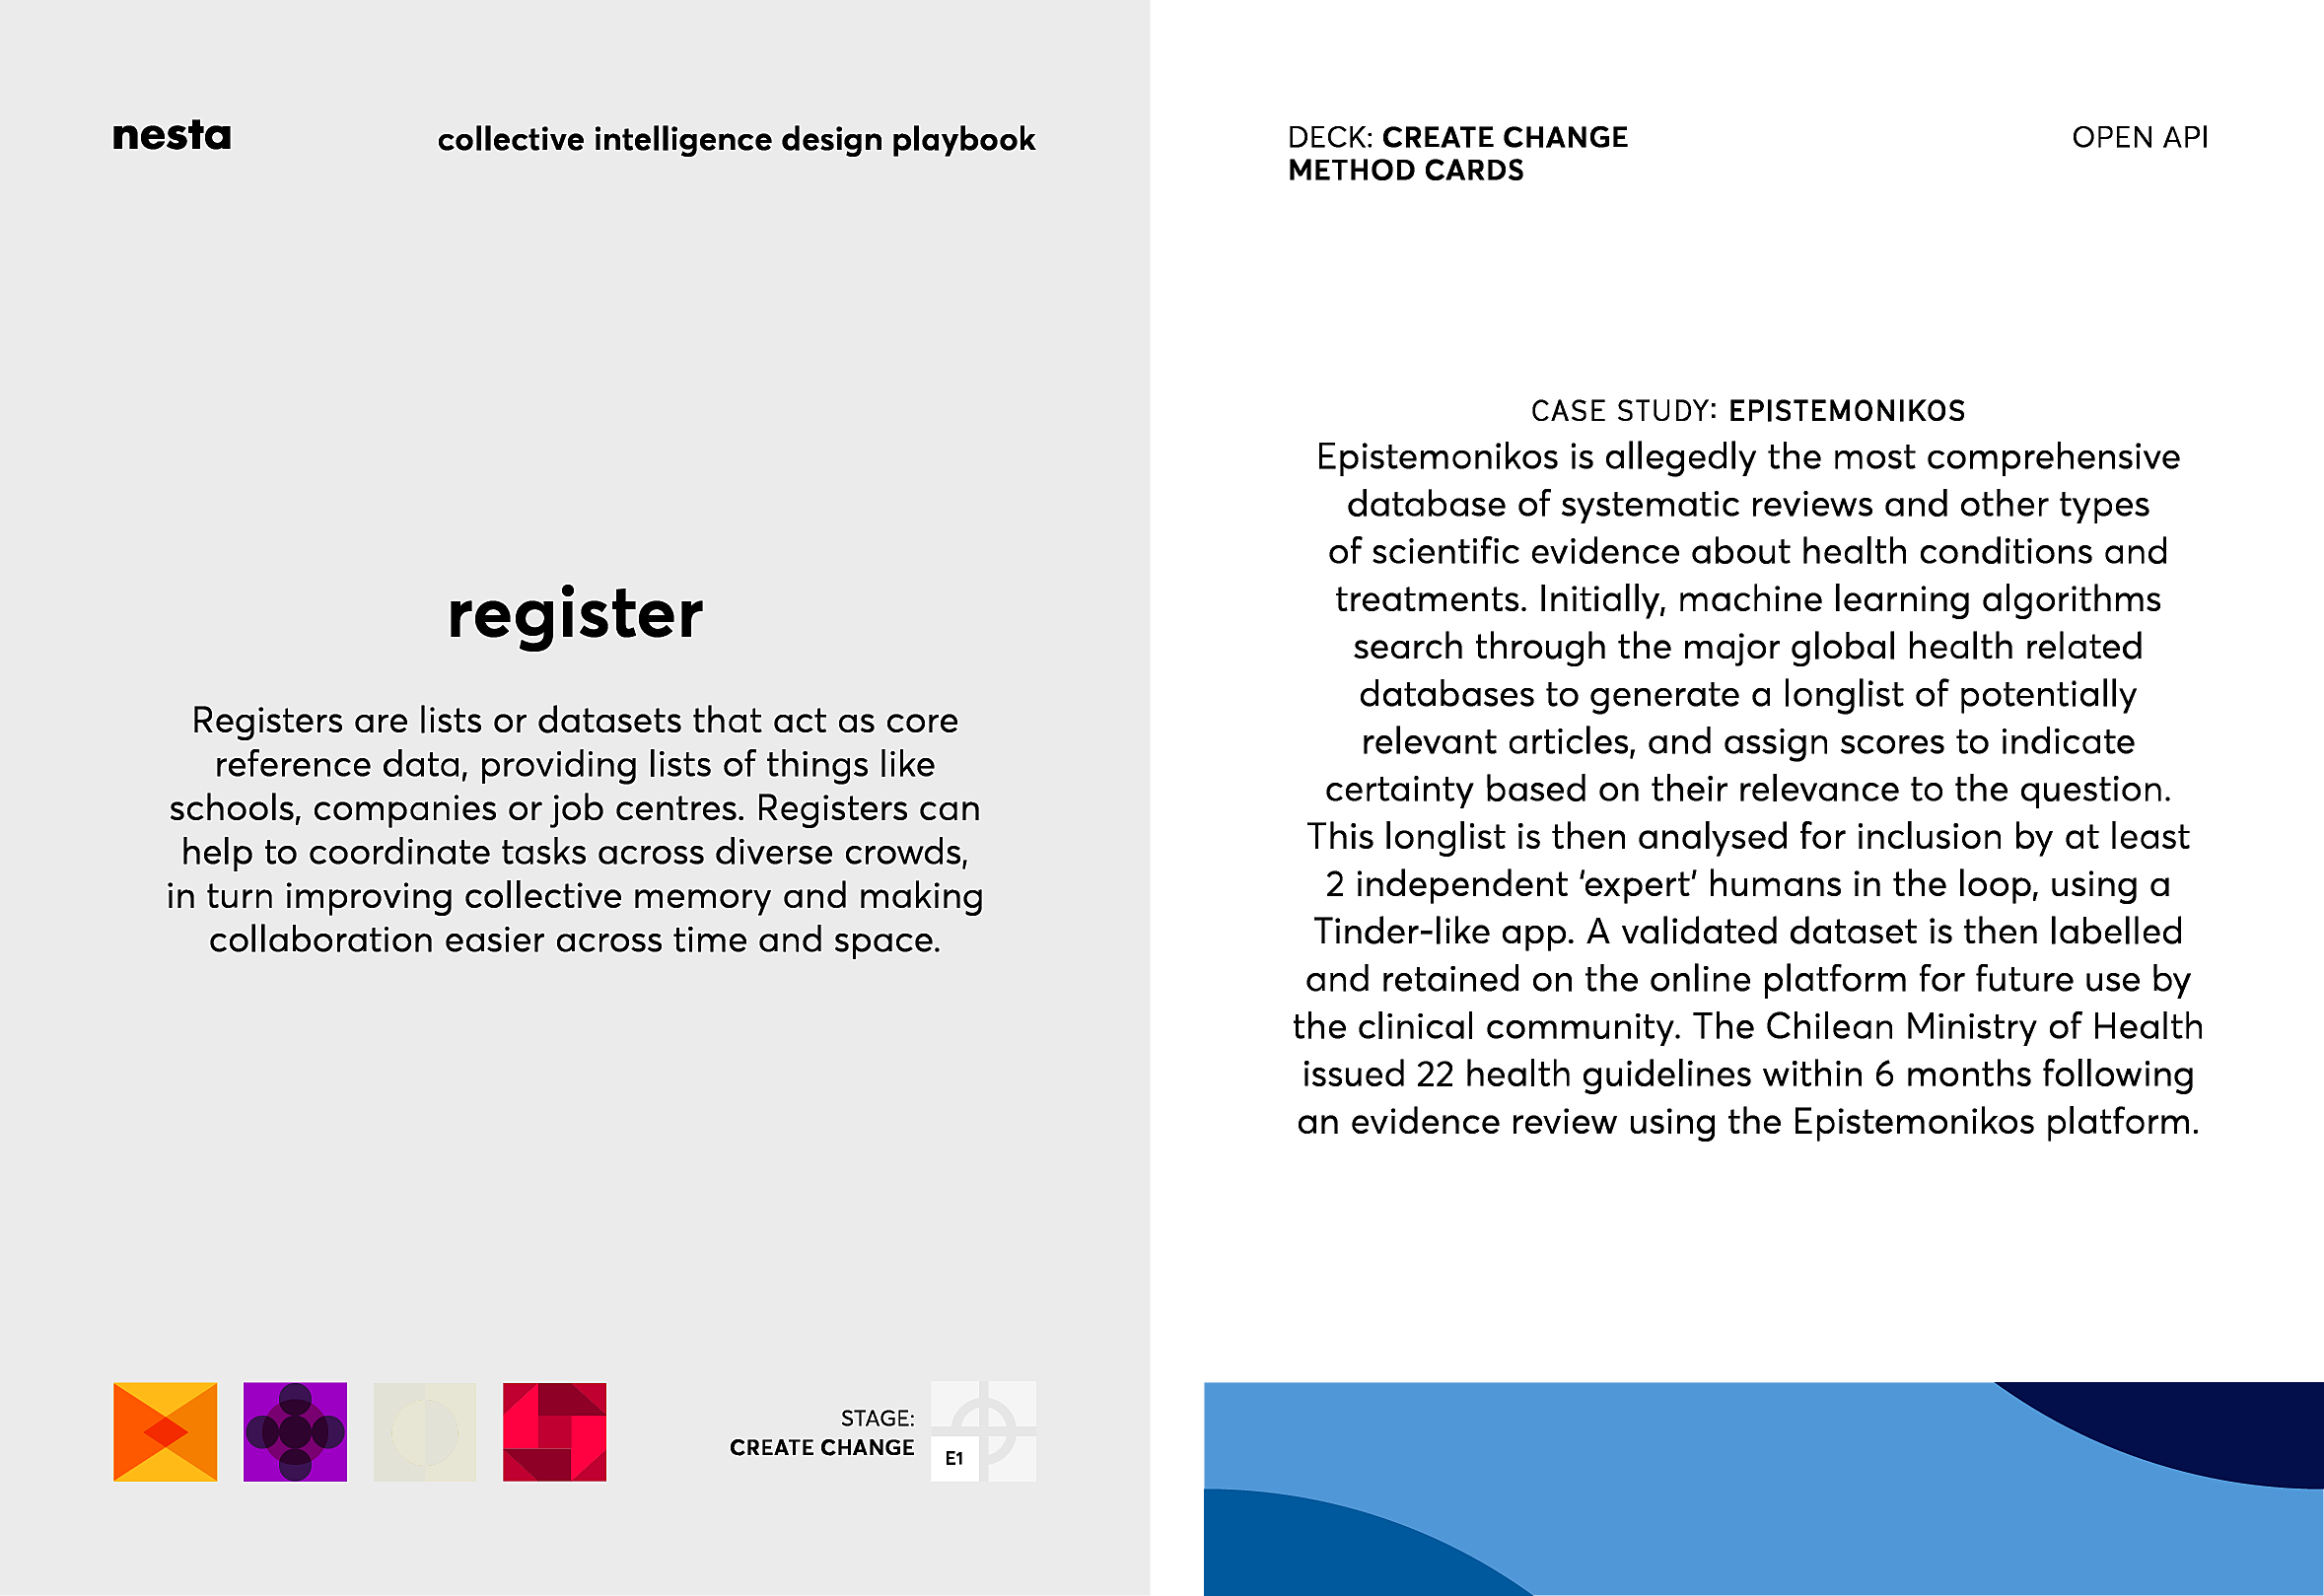 nesta
collective intelligence design playbook
register
Registers are lists or datasets that act as core
reference data, providing lists of things like
schools, companies or job centres. Registers can
help to coordinate tasks across diverse crowds,
in turn improving collective memory and making
collaboration easier across time and space.
STAGE:
CREATE CHANGE
E1
DECK: CREATE CHANGE
METHOD CARDS
OPEN API
CASE STUDY: EPISTEMONIKOS
Epistemonikos is allegedly the most comprehensive
database of systematic reviews and other types
of scientific evidence about health conditions and
treatments. Initially, machine learning algorithms
search through the major global health related
databases to generate a longlist of potentially
relevant articles, and assign scores to indicate
certainty based on their relevance to the question.
This longlist is then analysed for inclusion by at least
2 independent ‘expert’ humans in the loop, using a
Tinder-like app. A validated dataset is then labelled
and retained on the online platform for future use by
the clinical community. The Chilean Ministry of Health
issued 22 health guidelines within 6 months following
an evidence review using the Epistemonikos platform.